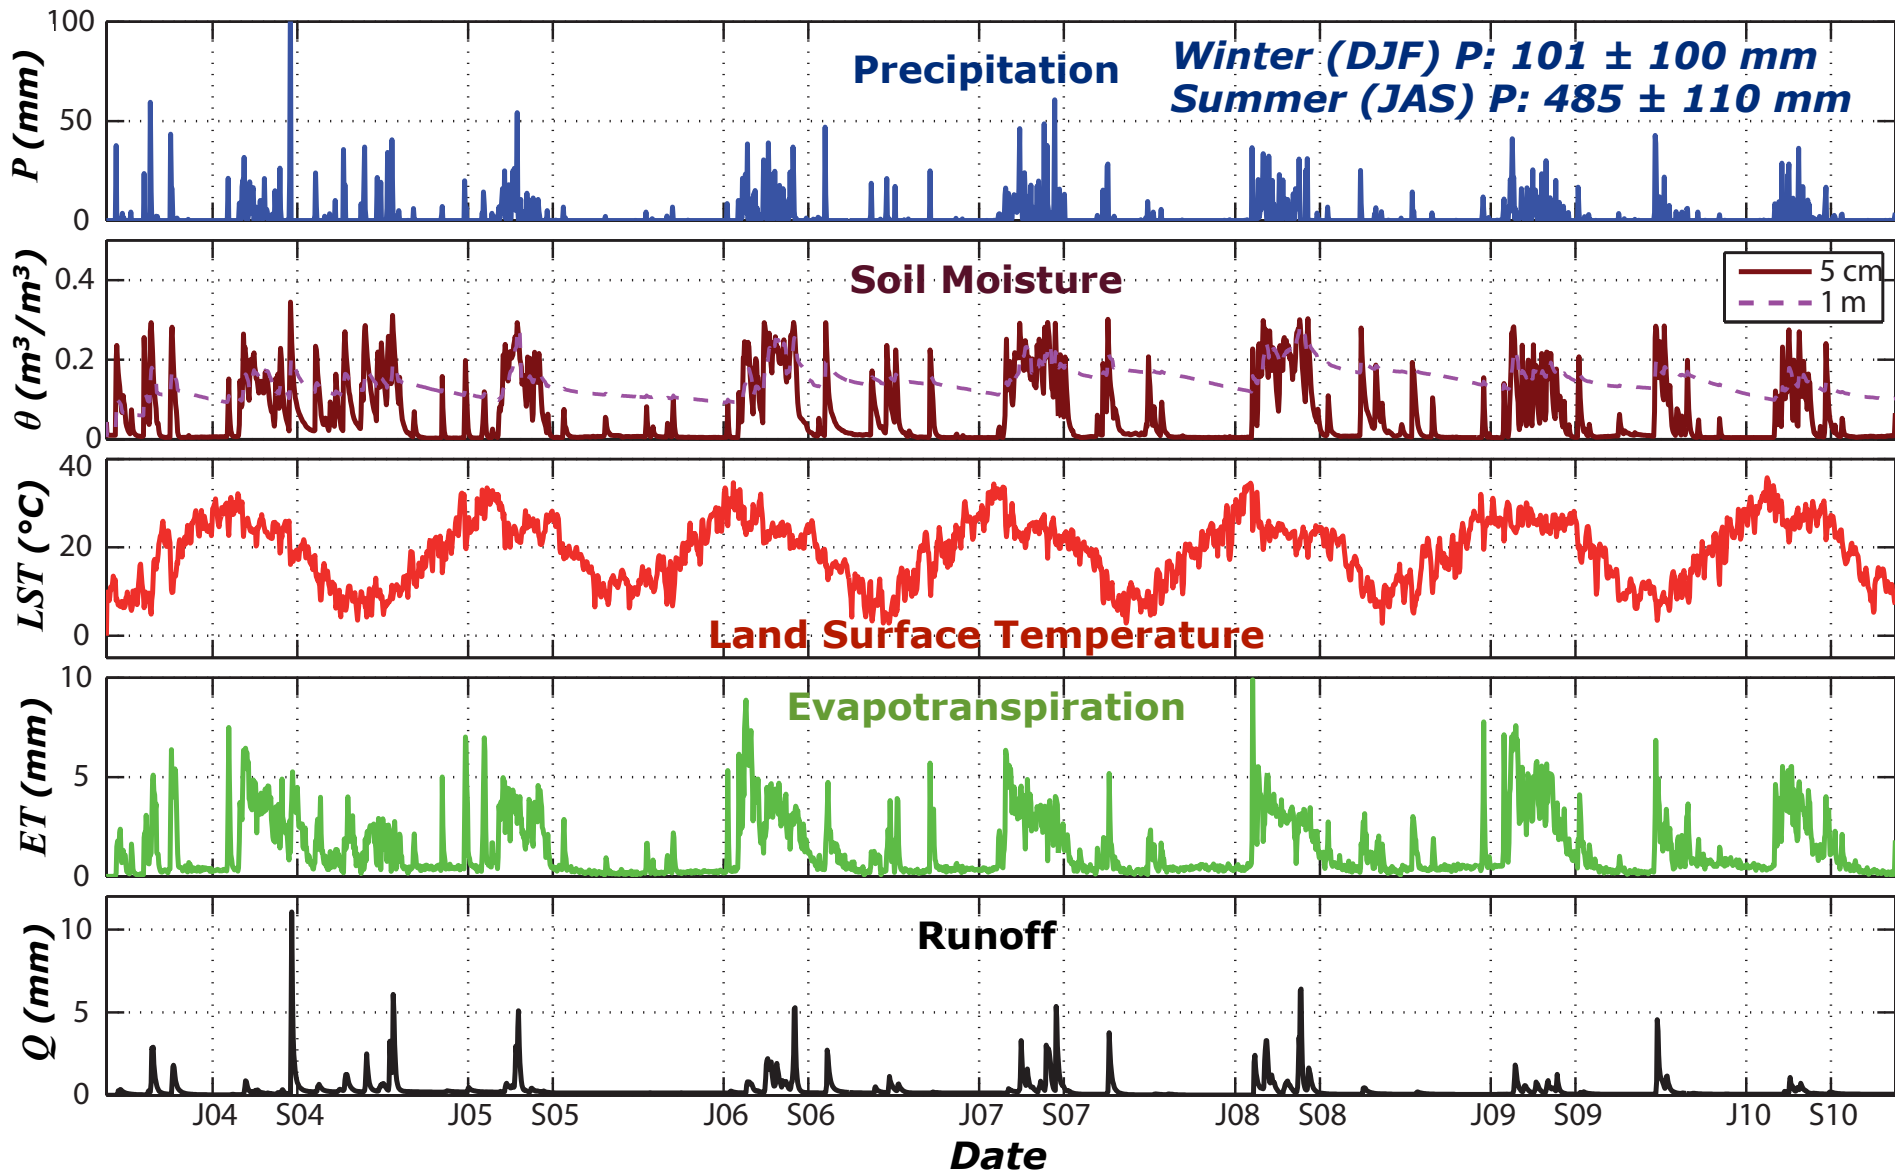 100
50
0
P (mm)
Precipitation
Winter (DJF) P: 101 ± 100 mm
Summer (JAS) P: 485 ± 110 mm
0.4
0.2
0
θ (m³/m³)
Soil Moisture
5 cm
1 m
40
20
0
LST (°C)
Land Surface Temperature
10
5
0
ET (mm)
Evapotranspiration
10
5
0
Q (mm)
Runoff
J04 S04 J05 S05 J06 S06 J07 S07 J08 S08 J09 S09 J10 S10
Date